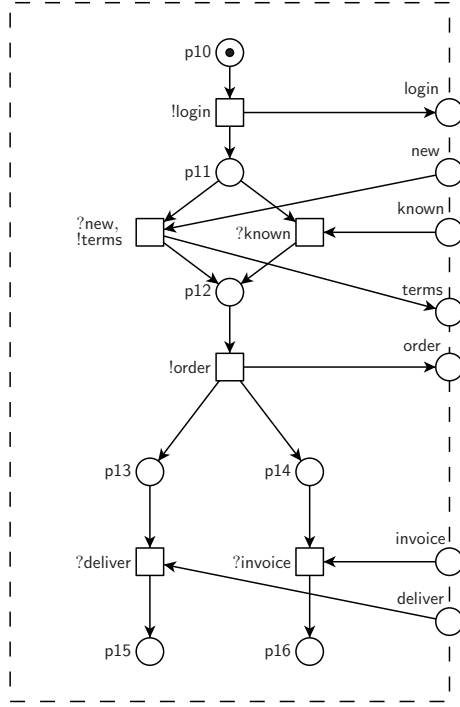 p10
login
!login
new
p11
known
?new,
!terms
?known
terms
p12
order
!order
p13
p14
invoice
?deliver
?invoice
deliver
p15
p16